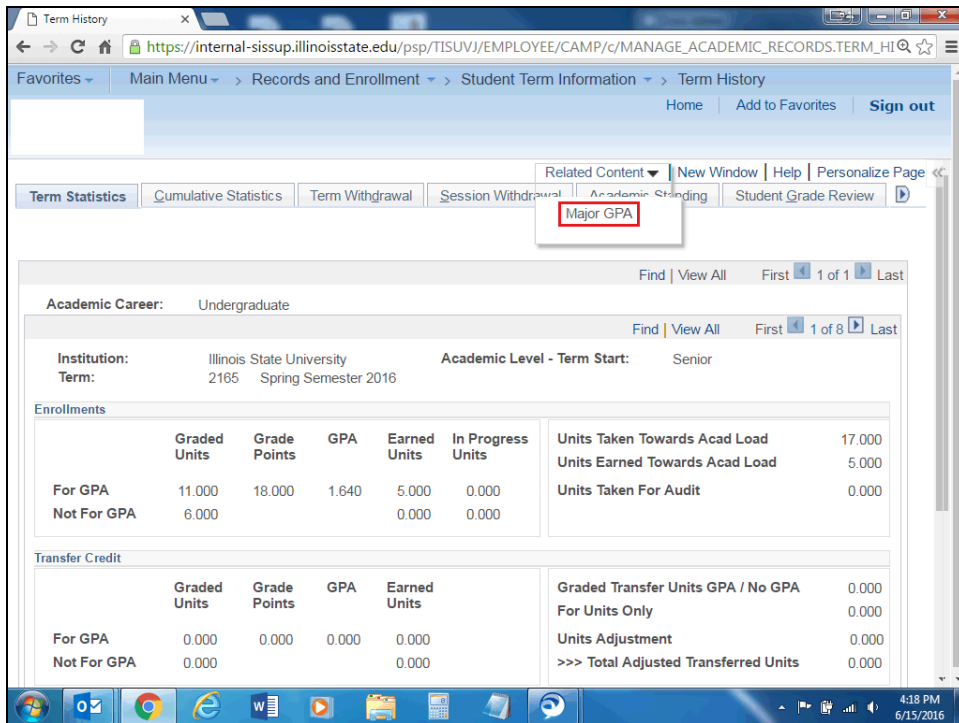 Term History
https://internal-sissup.illinoisstate.edu/psp/TISUVJ/EMPLOYEE/CAMP/c/MANAGE_ACADEMIC_RECORDS.TERM_HI
Favorites Main Menu > Records and Enrollment > Student Term Information > Term History
Home Add to Favorites Sign out
Related Content New Window | Help | Personalize Page
Term Statistics Cumulative Statistics Term Withdrawal Session Withdrawal Academic Standing Student Grade Review
Major GPA
Find | View All First 1 of 1 Last
Academic Career: Undergraduate
Find | View All First 1 of 8 Last
Institution: Illinois State University Academic Level - Term Start: Senior
Term: 2165 Spring Semester 2016
Enrollments
Graded Units Grade Points GPA Earned Units In Progress Units
For GPA 11.000 18.000 1.640 5.000 0.000
Not For GPA 6.000 0.000 0.000
Units Taken Towards Acad Load 17.000
Units Earned Towards Acad Load 5.000
Units Taken For Audit 0.000
Transfer Credit
Graded Units Grade Points GPA Earned Units
For GPA 0.000 0.000 0.000 0.000
Not For GPA 0.000 0.000
Graded Transfer Units GPA / No GPA 0.000
For Units Only 0.000
Units Adjustment 0.000
>>> Total Adjusted Transferred Units 0.000
4:18 PM
6/15/2016